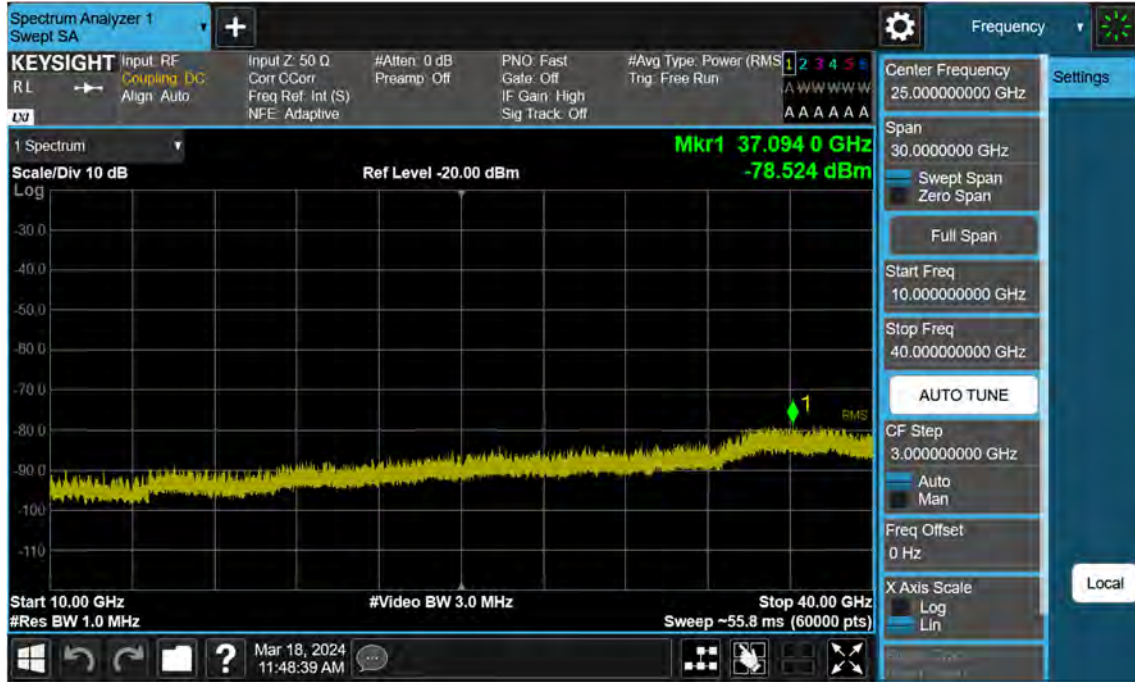 Spectrum Analyzer 1
Swept SA
+
Frequency
KEYSIGHT
RL
LXI
Input: RF
Coupling: DC
Align: Auto
Input Z: 50 Ω
Corr CCorr
Freq Ref: Int (S)
NFE: Adaptive
#Atten: 0 dB
Preamp: Off
PNO: Fast
Gate: Off
IF Gain: High
Sig Track: Off
#Avg Type: Power (RMS
Trig: Free Run
1 2 3 4 5 6
A W W W W W
A A A A A A
1 Spectrum
Scale/Div 10 dB
Ref Level -20.00 dBm
Mkr1 37.094 0 GHz
-78.524 dBm
Log
-30.0
-40.0
-50.0
-60.0
-70.0
-80.0
-90.0
-100
-110
1
RMS
Start 10.00 GHz
#Res BW 1.0 MHz
#Video BW 3.0 MHz
Stop 40.00 GHz
Sweep ~55.8 ms (60000 pts)
Center Frequency
25.000000000 GHz
Span
30.0000000 GHz
Swept Span
Zero Span
Full Span
Start Freq
10.000000000 GHz
Stop Freq
40.000000000 GHz
AUTO TUNE
CF Step
3.000000000 GHz
Auto
Man
Freq Offset
0 Hz
X Axis Scale
Log
Lin
Settings
Local
?
Mar 18, 2024
11:48:39 AM